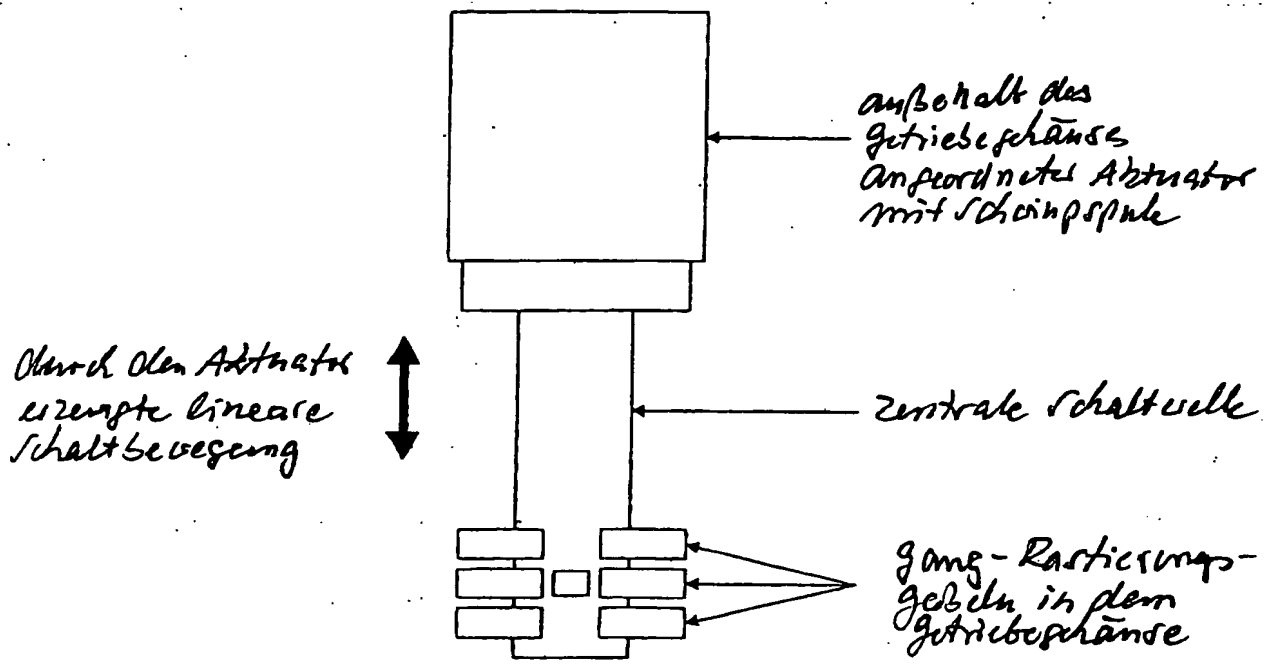 außerhalb des
Getriebegehäuses
angeordneter Aktuator
mit Schwingspule
durch den Aktuator
erzeugte lineare
Schaltbewegung
zentrale Schaltwelle
Gang-Rastierungs-
gabeln in dem
Getriebegehäuse